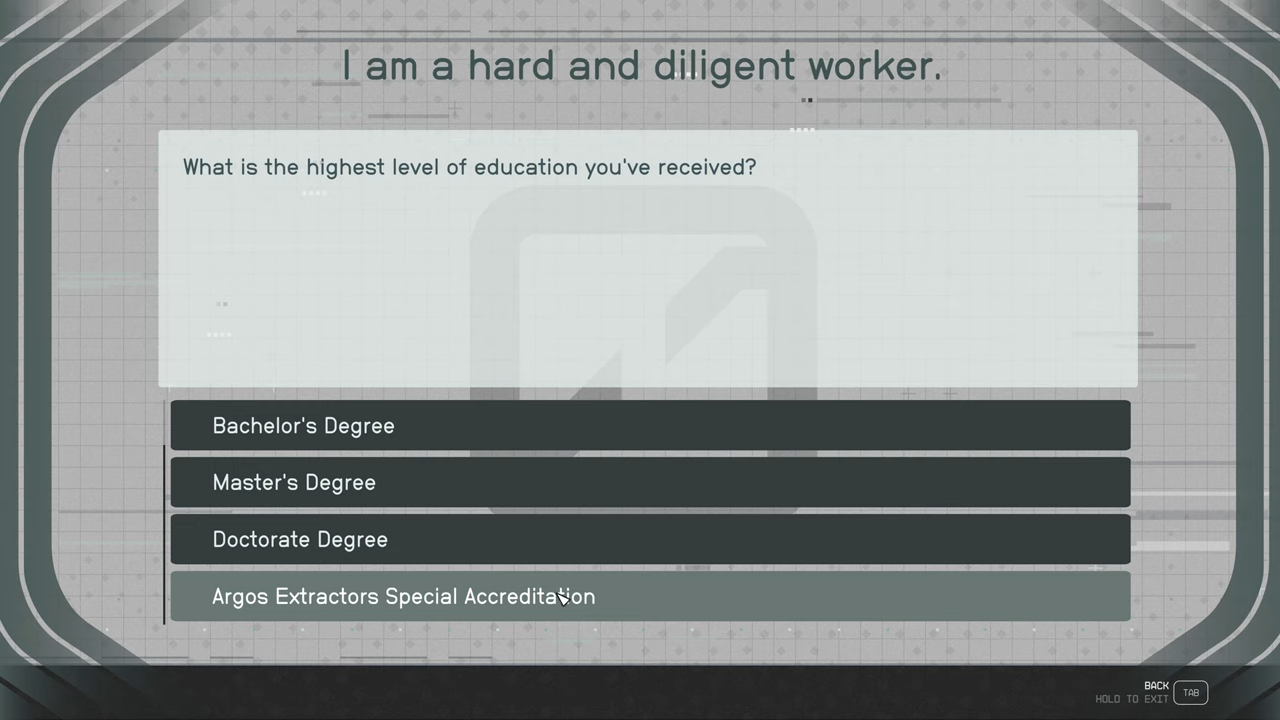 I am a hard and diligent worker.
What is the highest level of education you've received?
Bachelor's Degree
Master's Degree
Doctorate Degree
Argos Extractors Special Accreditation
BACK
HOLD TO EXIT
TAB